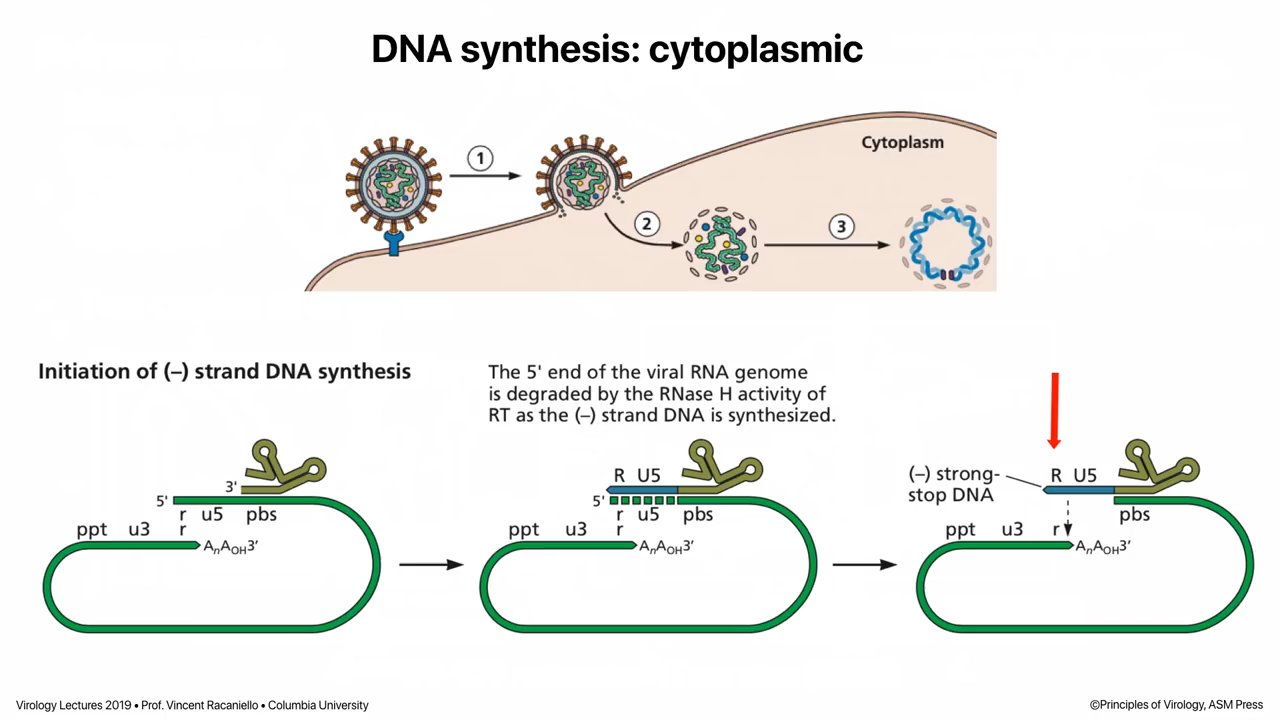 DNA synthesis: cytoplasmic
Cytoplasm
1
2
3
Initiation of (–) strand DNA synthesis
3'
5'
r u5 pbs
ppt u3 r
AnAOH3′
The 5' end of the viral RNA genome
is degraded by the RNase H activity of
RT as the (–) strand DNA is synthesized.
R U5
5'
r u5 pbs
ppt u3 r
AnAOH3′
(–) strong-
stop DNA
R U5
pbs
ppt u3 r
AnAOH3′
Virology Lectures 2019 • Prof. Vincent Racaniello • Columbia University
©Principles of Virology, ASM Press